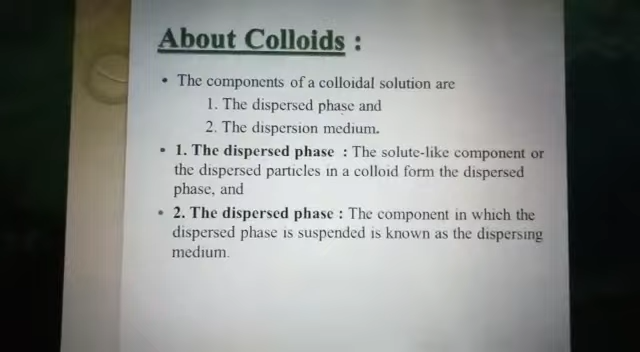 About Colloids :
• The components of a colloidal solution are
1. The dispersed phase and
2. The dispersion medium.
• 1. The dispersed phase : The solute-like component or
the dispersed particles in a colloid form the dispersed
phase, and
• 2. The dispersed phase : The component in which the
dispersed phase is suspended is known as the dispersing
medium.